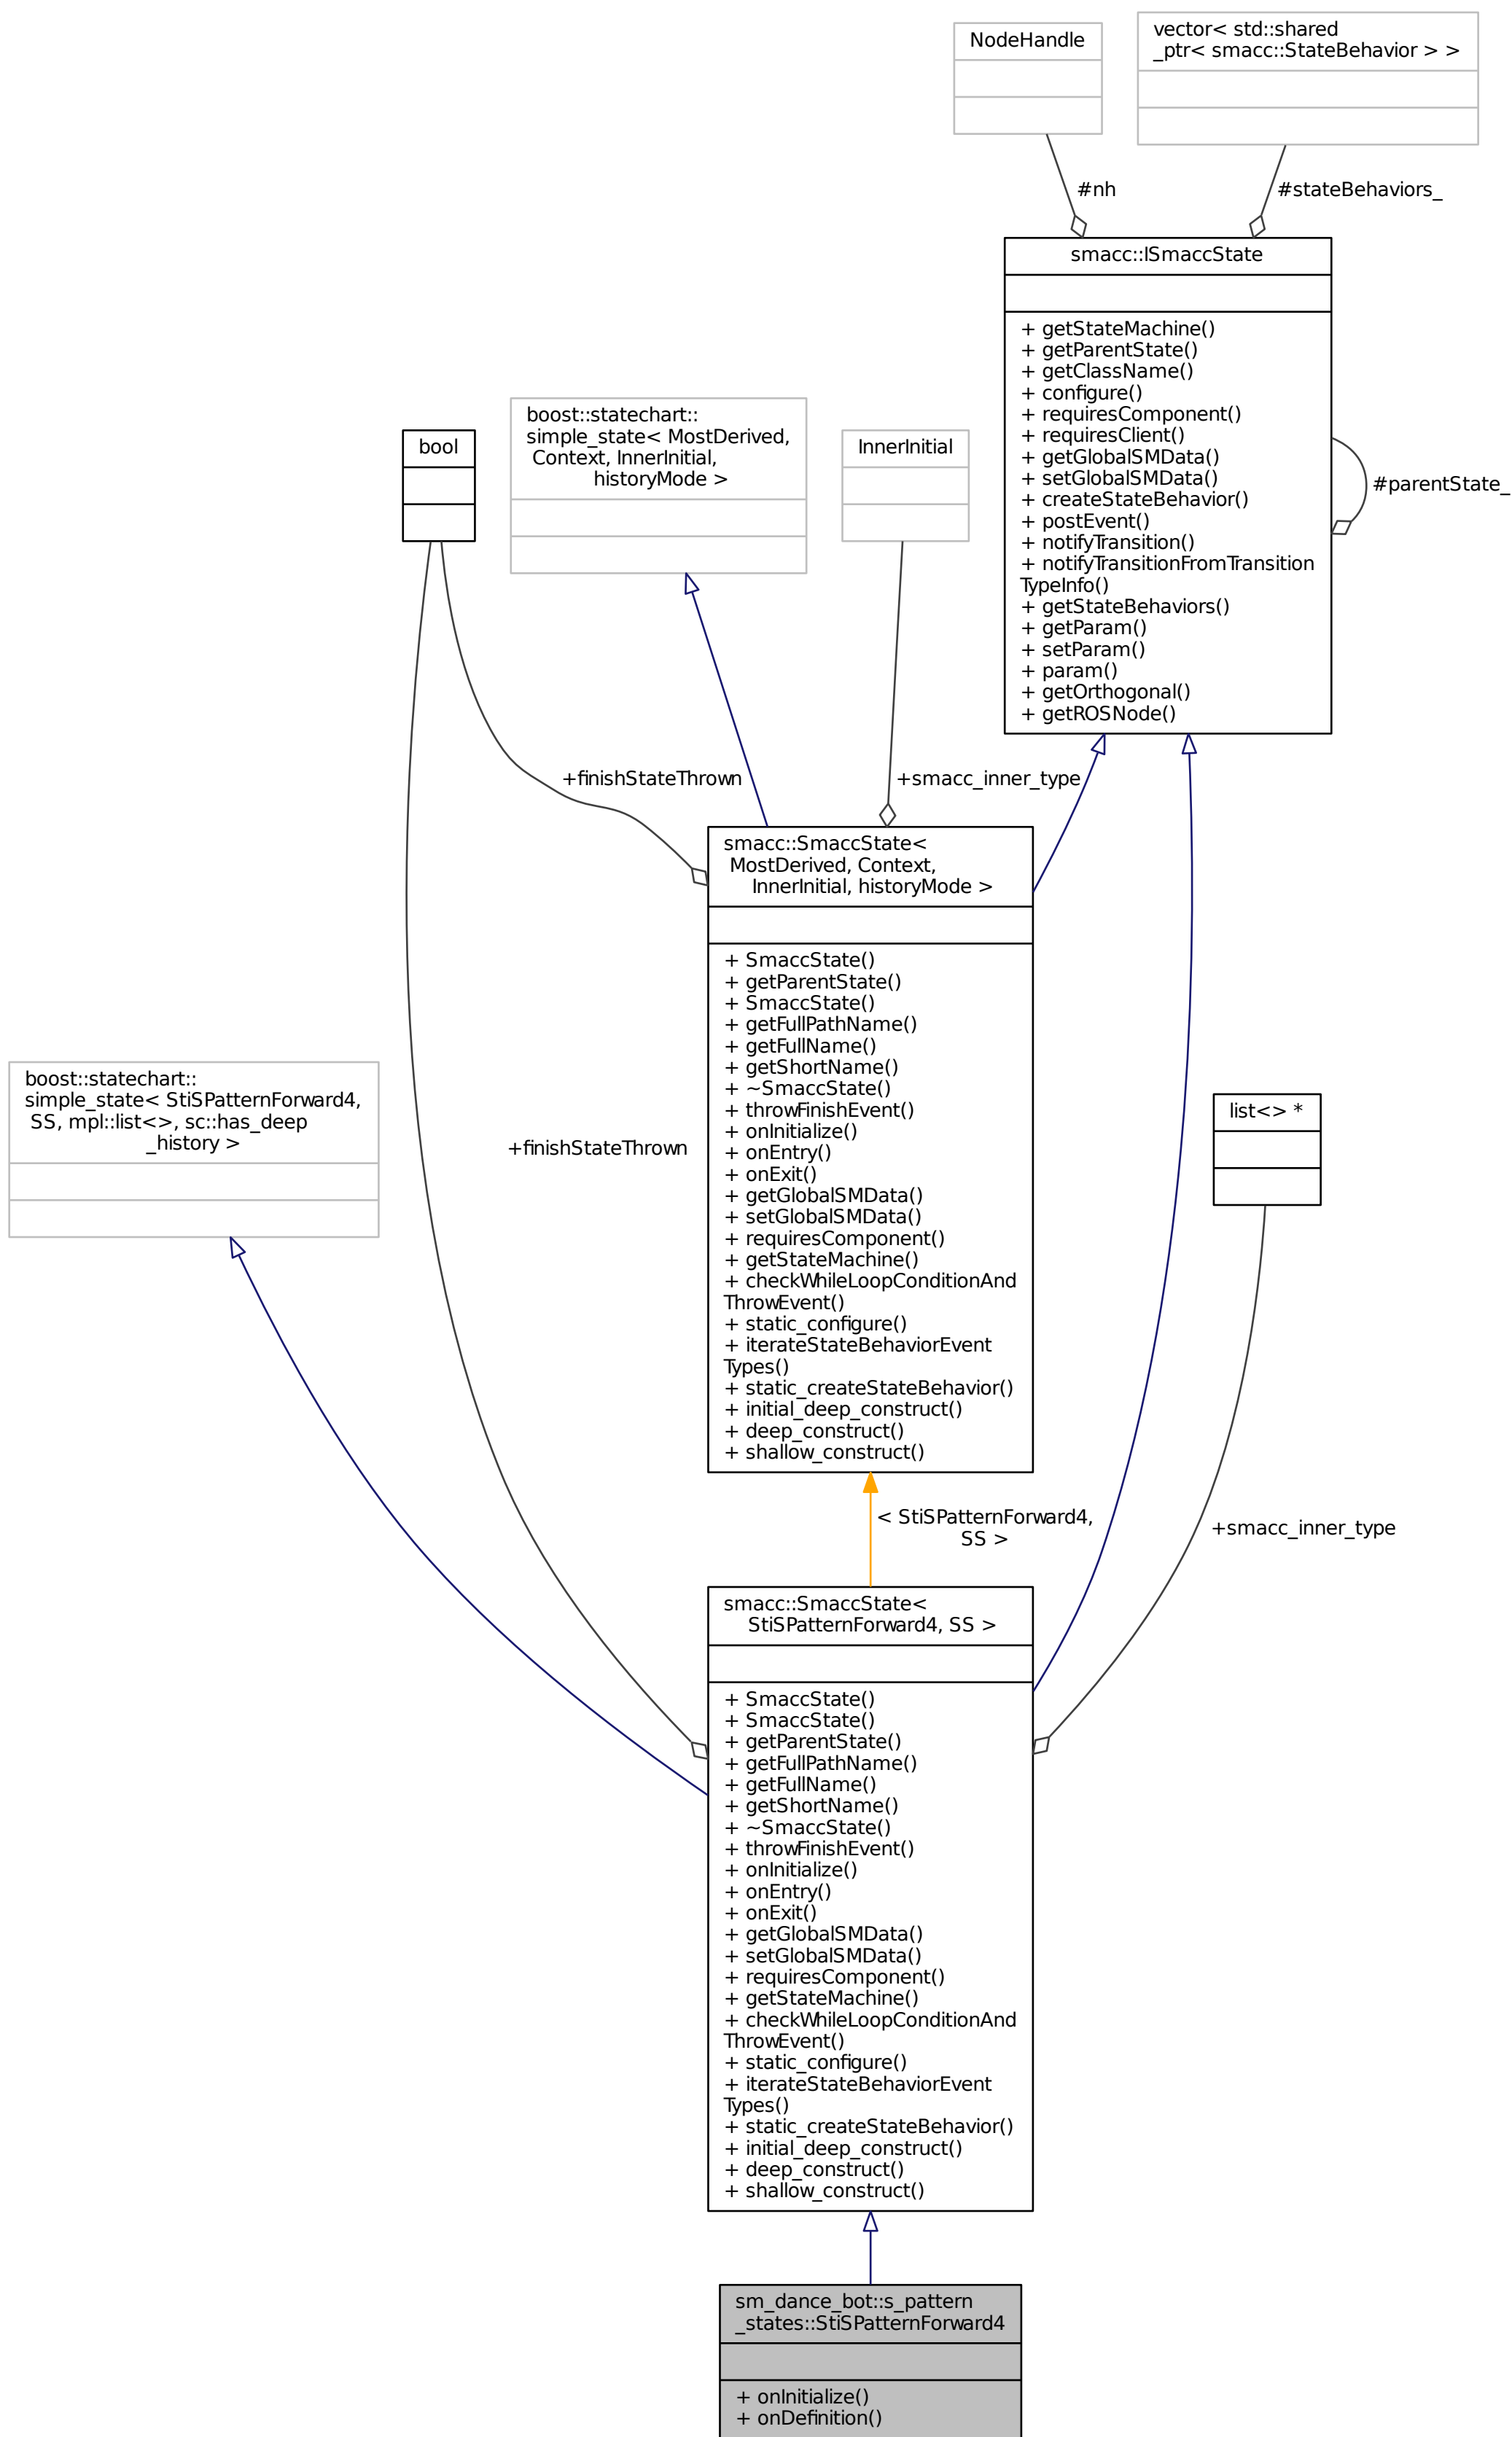 NodeHandle
vector< std::shared
_ptr< smacc::StateBehavior > >
#nh
#stateBehaviors_
smacc::ISmaccState
+ getStateMachine()
+ getParentState()
+ getClassName()
+ configure()
+ requiresComponent()
+ requiresClient()
+ getGlobalSMData()
+ setGlobalSMData()
+ createStateBehavior()
+ postEvent()
+ notifyTransition()
+ notifyTransitionFromTransition
TypeInfo()
+ getStateBehaviors()
+ getParam()
+ setParam()
+ param()
+ getOrthogonal()
+ getROSNode()
#parentState_
bool
boost::statechart::
simple_state< MostDerived,
Context, InnerInitial,
historyMode >
InnerInitial
+finishStateThrown
+smacc_inner_type
smacc::SmaccState<
MostDerived, Context,
InnerInitial, historyMode >
+ SmaccState()
+ getParentState()
+ SmaccState()
+ getFullPathName()
+ getFullName()
+ getShortName()
+ ~SmaccState()
+ throwFinishEvent()
+ onInitialize()
+ onEntry()
+ onExit()
+ getGlobalSMData()
+ setGlobalSMData()
+ requiresComponent()
+ getStateMachine()
+ checkWhileLoopConditionAnd
ThrowEvent()
+ static_configure()
+ iterateStateBehaviorEvent
Types()
+ static_createStateBehavior()
+ initial_deep_construct()
+ deep_construct()
+ shallow_construct()
boost::statechart::
simple_state< StiSPatternForward4,
SS, mpl::list<>, sc::has_deep
_history >
+finishStateThrown
list<> *
< StiSPatternForward4,
SS >
+smacc_inner_type
smacc::SmaccState<
StiSPatternForward4, SS >
+ SmaccState()
+ SmaccState()
+ getParentState()
+ getFullPathName()
+ getFullName()
+ getShortName()
+ ~SmaccState()
+ throwFinishEvent()
+ onInitialize()
+ onEntry()
+ onExit()
+ getGlobalSMData()
+ setGlobalSMData()
+ requiresComponent()
+ getStateMachine()
+ checkWhileLoopConditionAnd
ThrowEvent()
+ static_configure()
+ iterateStateBehaviorEvent
Types()
+ static_createStateBehavior()
+ initial_deep_construct()
+ deep_construct()
+ shallow_construct()
sm_dance_bot::s_pattern
_states::StiSPatternForward4
+ onInitialize()
+ onDefinition()